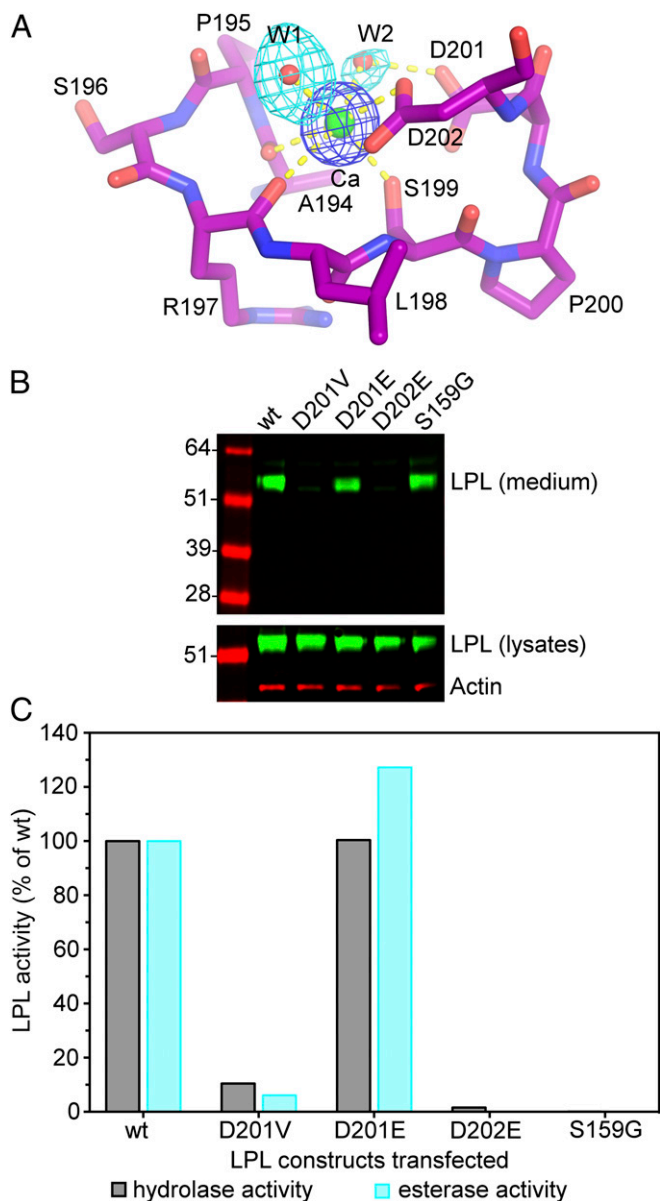 A
P195
W1
W2
D201
S196
D202
Ca
A194
S199
R197
L198
P200
B
wt D201V D201E D202E S159G
64
LPL (medium)
51
39
28
LPL (lysates)
51
Actin
C
140
120
100
80
60
40
20
10
0
LPL activity (% of wt)
wt D201V D201E D202E S159G
LPL constructs transfected
hydrolase activity esterase activity